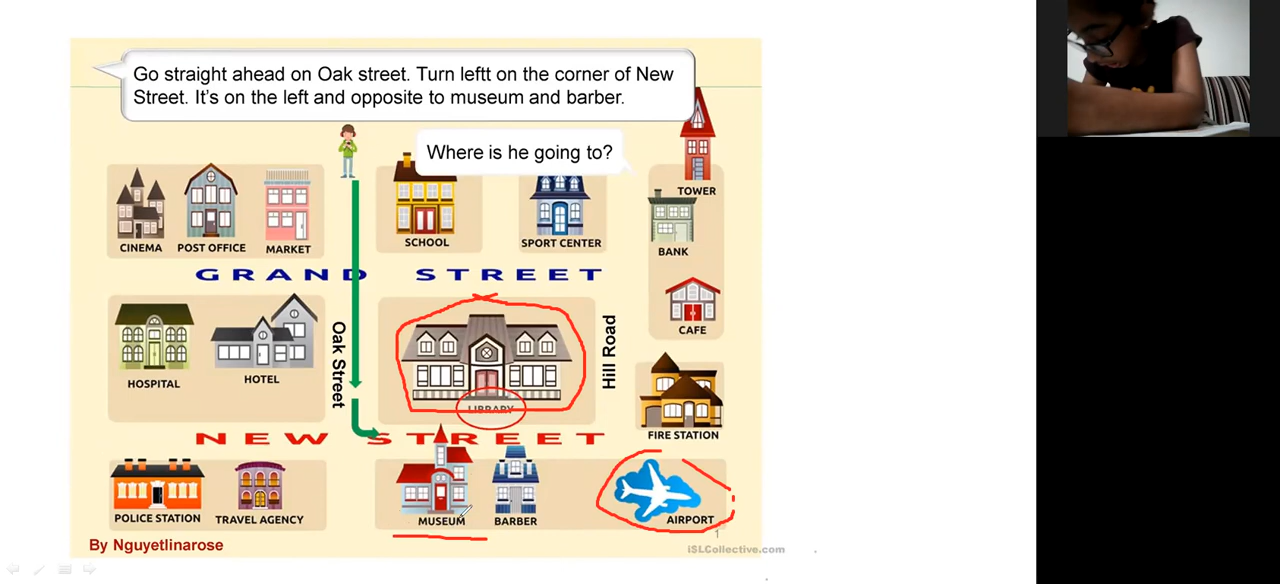 Go straight ahead on Oak street. Turn leftt on the corner of New
Street. It's on the left and opposite to museum and barber.
Where is he going to?
TOWER
CINEMA
POST OFFICE
MARKET
SCHOOL
SPORT CENTER
BANK
GRAND STREET
CAFE
Oak Street
Hill Road
HOSPITAL
HOTEL
LIBRARY
FIRE STATION
NEW STREET
POLICE STATION
TRAVEL AGENCY
MUSEUM
BARBER
AIRPORT
1
By Nguyetlinarose
iSLCollective.com